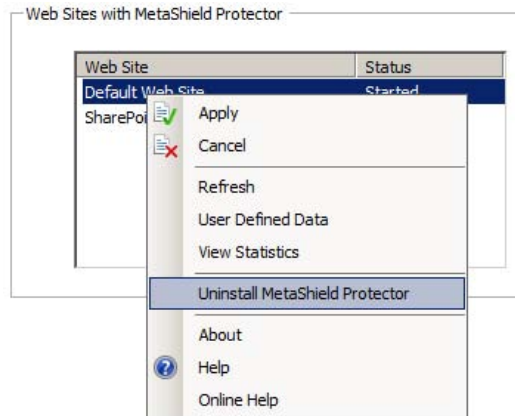 Web Sites with MetaShield Protector
Web Site Status
Default Web Site Started
SharePoi
Apply
Cancel
Refresh
User Defined Data
View Statistics
Uninstall MetaShield Protector
About
Help
Online Help